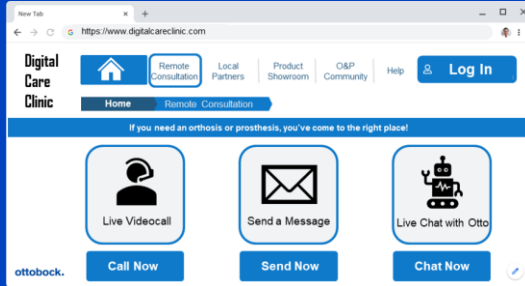 New Tab
https://www.digitalcareclinic.com
Digital
Care
Clinic
Remote
Consultation
Local
Partners
Product
Showroom
O&P
Community
Help
Log In
Home
Remote Consultation
If you need an orthosis or prosthesis, you've come to the right place!
Live Videocall
Send a Message
Live Chat with Otto
Call Now
Send Now
Chat Now
ottobock.